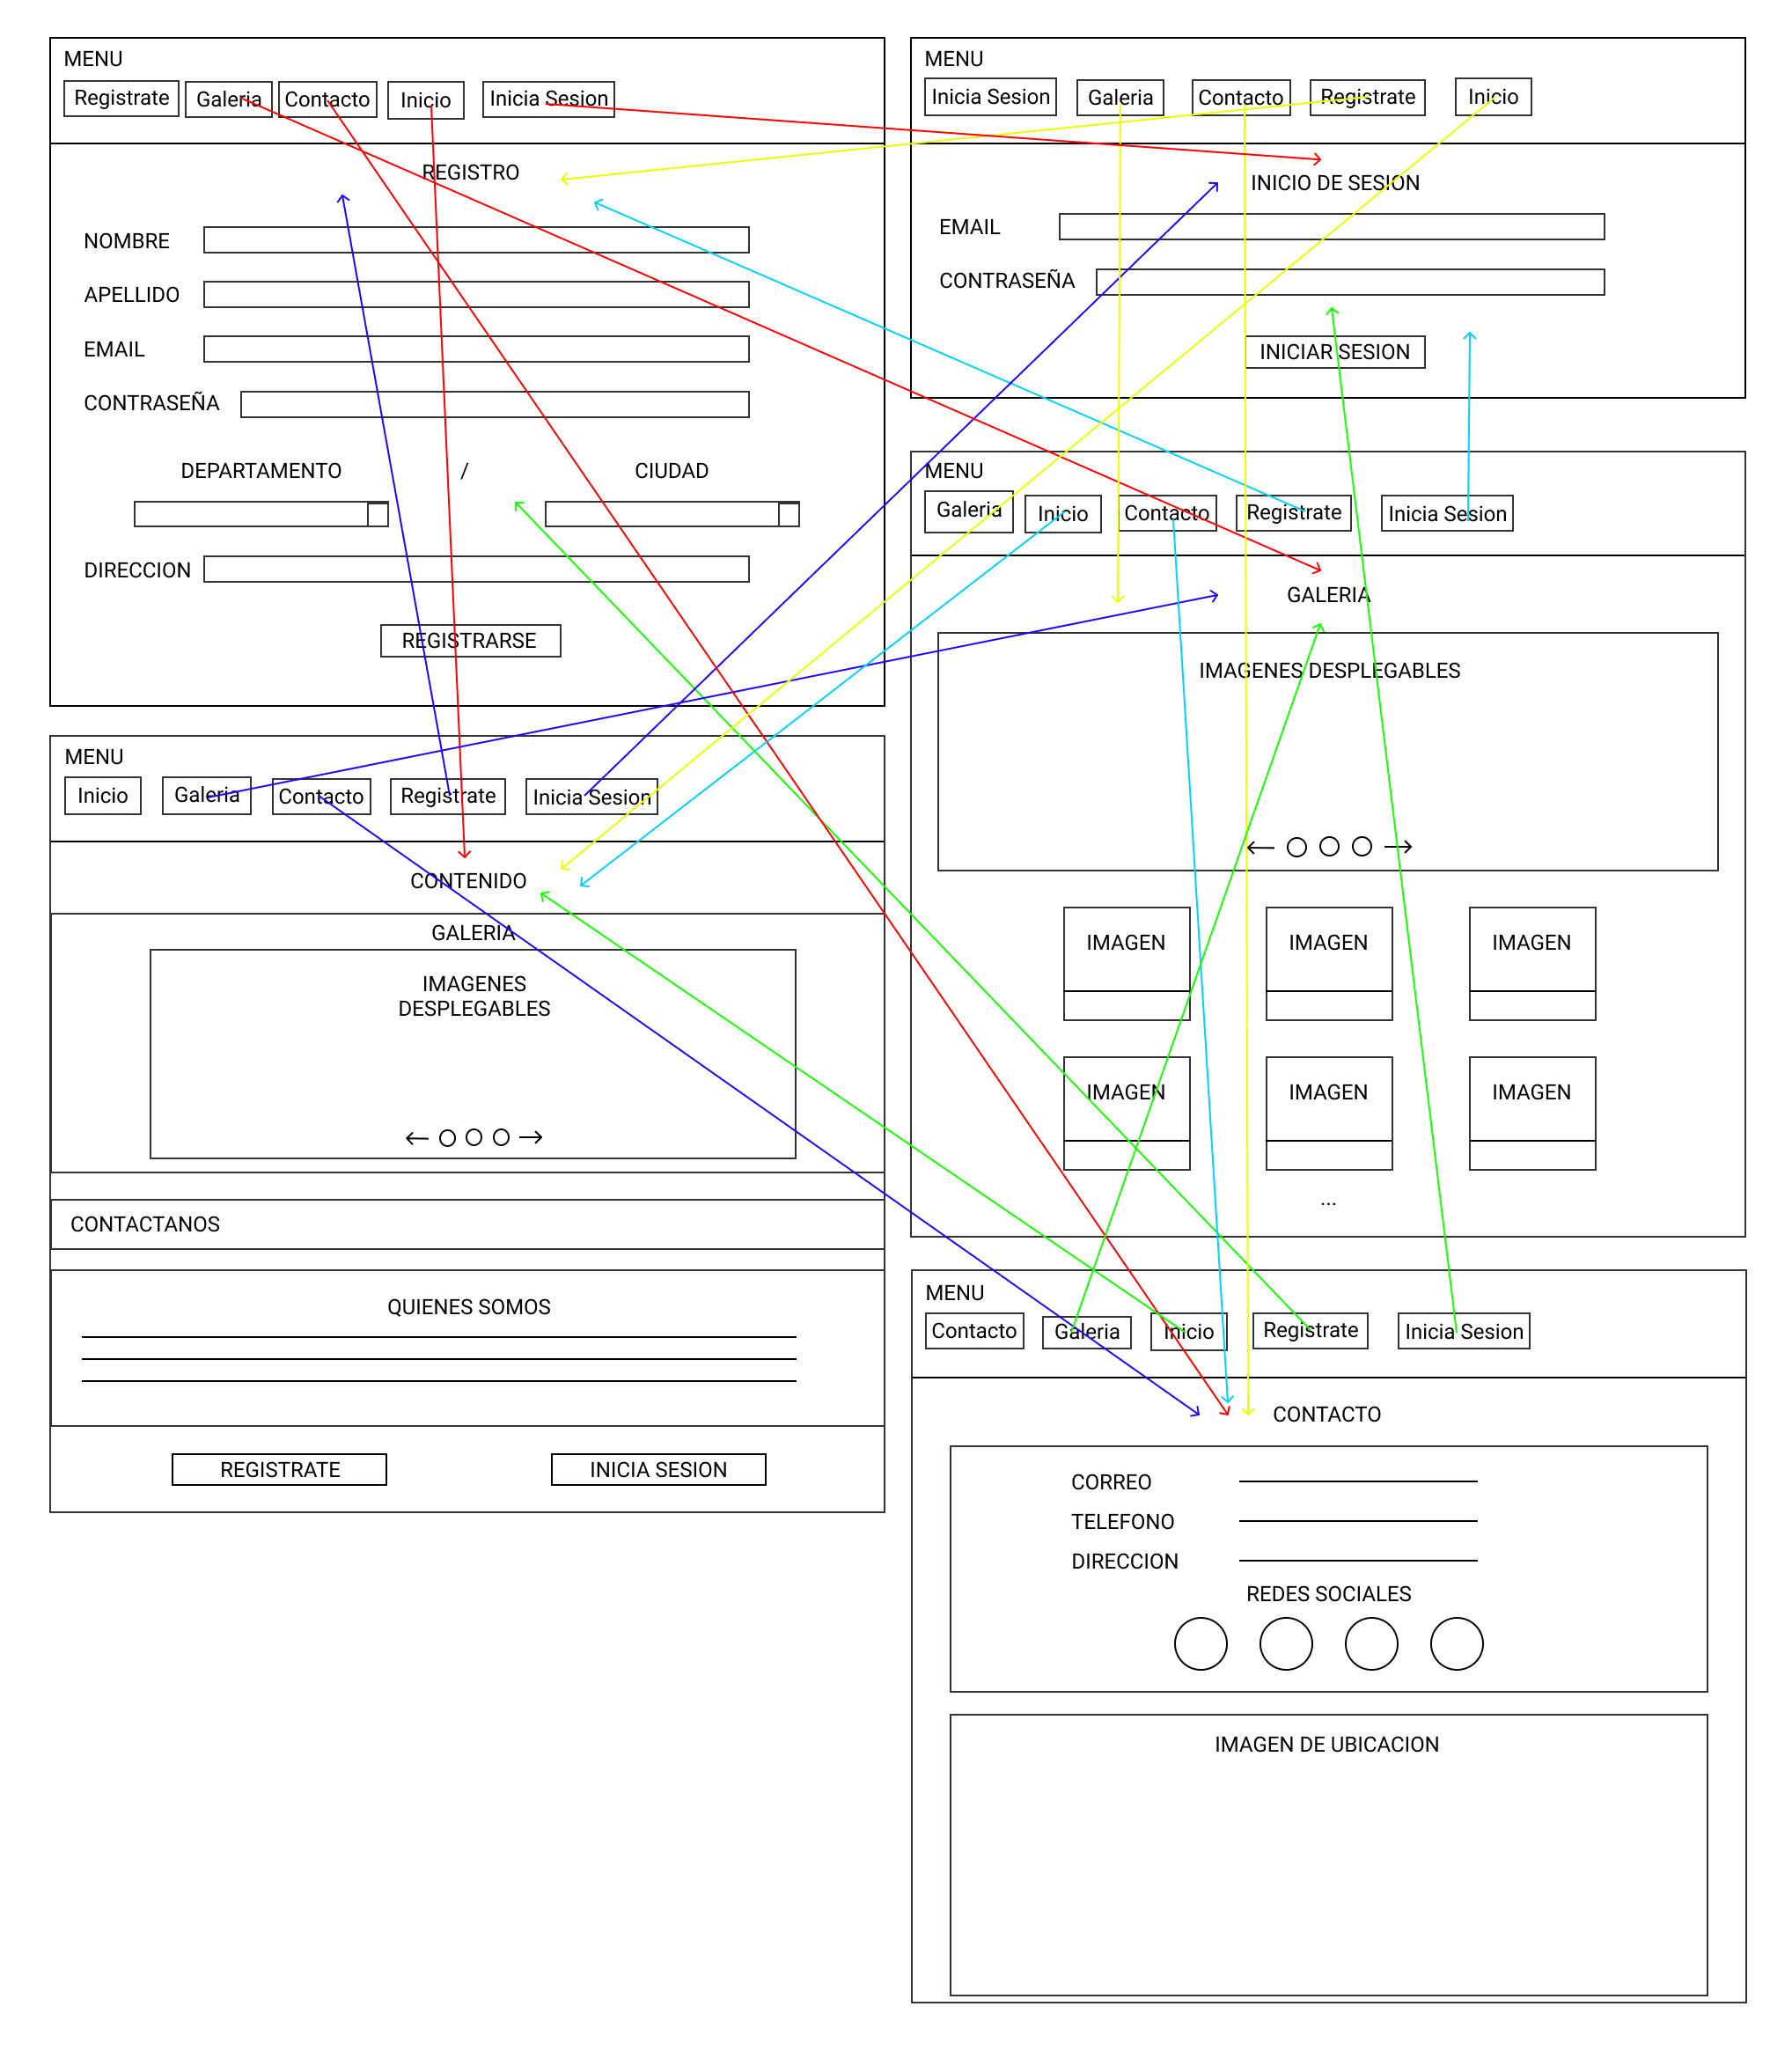 MENU
Registrate Galeria Contacto Inicio Inicia Sesion
REGISTRO
NOMBRE
APELLIDO
EMAIL
CONTRASEÑA
DEPARTAMENTO / CIUDAD
DIRECCION
REGISTRARSE
MENU
Inicio Galeria Contacto Registrate Inicia Sesion
CONTENIDO
GALERIA
IMAGENES
DESPLEGABLES
CONTACTANOS
QUIENES SOMOS
REGISTRATE INICIA SESION
MENU
Inicia Sesion Galeria Contacto Registrate Inicio
INICIO DE SESION
EMAIL
CONTRASEÑA
INICIAR SESION
MENU
Galeria Inicio Contacto Registrate Inicia Sesion
GALERIA
IMAGENES DESPLEGABLES
IMAGEN IMAGEN IMAGEN
IMAGEN IMAGEN IMAGEN
...
MENU
Contacto Galeria Inicio Registrate Inicia Sesion
CONTACTO
CORREO
TELEFONO
DIRECCION
REDES SOCIALES
IMAGEN DE UBICACION